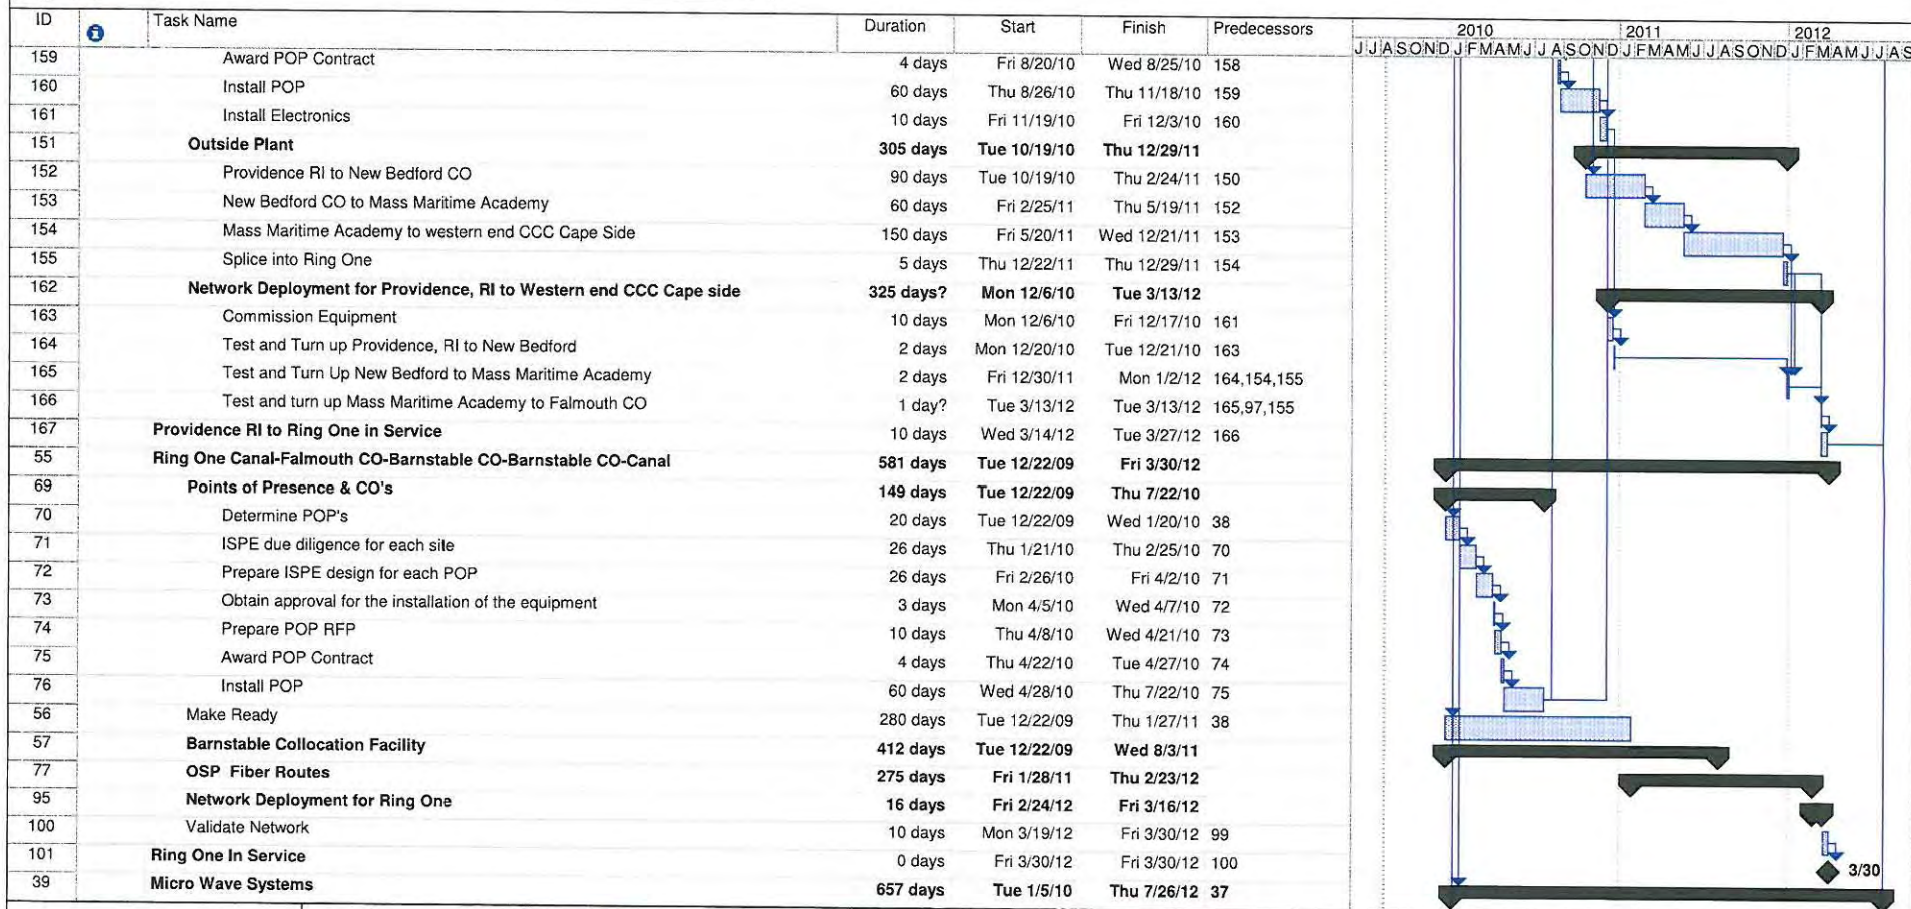 ID Task Name Duration Start Finish Predecessors 2010 2011 2012
J J A S O N D J F M A M J J A S O N D J F M A M J J A S O N D J F M A M J J A S
159 Award POP Contract 4 days Fri 8/20/10 Wed 8/25/10 158
160 Install POP 60 days Thu 8/26/10 Thu 11/18/10 159
161 Install Electronics 10 days Fri 11/19/10 Fri 12/3/10 160
151 Outside Plant 305 days Tue 10/19/10 Thu 12/29/11
152 Providence RI to New Bedford CO 90 days Tue 10/19/10 Thu 2/24/11 150
153 New Bedford CO to Mass Maritime Academy 60 days Fri 2/25/11 Thu 5/19/11 152
154 Mass Maritime Academy to western end CCC Cape Side 150 days Fri 5/20/11 Wed 12/21/11 153
155 Splice into Ring One 5 days Thu 12/22/11 Thu 12/29/11 154
162 Network Deployment for Providence, RI to Western end CCC Cape side 325 days? Mon 12/6/10 Tue 3/13/12
163 Commission Equipment 10 days Mon 12/6/10 Fri 12/17/10 161
164 Test and Turn up Providence, RI to New Bedford 2 days Mon 12/20/10 Tue 12/21/10 163
165 Test and Turn Up New Bedford to Mass Maritime Academy 2 days Fri 12/30/11 Mon 1/2/12 164,154,155
166 Test and turn up Mass Maritime Academy to Falmouth CO 1 day? Tue 3/13/12 Tue 3/13/12 165,97,155
167 Providence RI to Ring One in Service 10 days Wed 3/14/12 Tue 3/27/12 166
55 Ring One Canal-Falmouth CO-Barnstable CO-Barnstable CO-Canal 581 days Tue 12/22/09 Fri 3/30/12
69 Points of Presence & CO's 149 days Tue 12/22/09 Thu 7/22/10
70 Determine POP's 20 days Tue 12/22/09 Wed 1/20/10 38
71 ISPE due diligence for each site 26 days Thu 1/21/10 Thu 2/25/10 70
72 Prepare ISPE design for each POP 26 days Fri 2/26/10 Fri 4/2/10 71
73 Obtain approval for the installation of the equipment 3 days Mon 4/5/10 Wed 4/7/10 72
74 Prepare POP RFP 10 days Thu 4/8/10 Wed 4/21/10 73
75 Award POP Contract 4 days Thu 4/22/10 Tue 4/27/10 74
76 Install POP 60 days Wed 4/28/10 Thu 7/22/10 75
56 Make Ready 280 days Tue 12/22/09 Thu 1/27/11 38
57 Barnstable Collocation Facility 412 days Tue 12/22/09 Wed 8/3/11
77 OSP Fiber Routes 275 days Fri 1/28/11 Thu 2/23/12
95 Network Deployment for Ring One 16 days Fri 2/24/12 Fri 3/16/12
100 Validate Network 10 days Mon 3/19/12 Fri 3/30/12 99
101 Ring One In Service 0 days Fri 3/30/12 Fri 3/30/12 100 3/30
39 Micro Wave Systems 657 days Tue 1/5/10 Thu 7/26/12 37